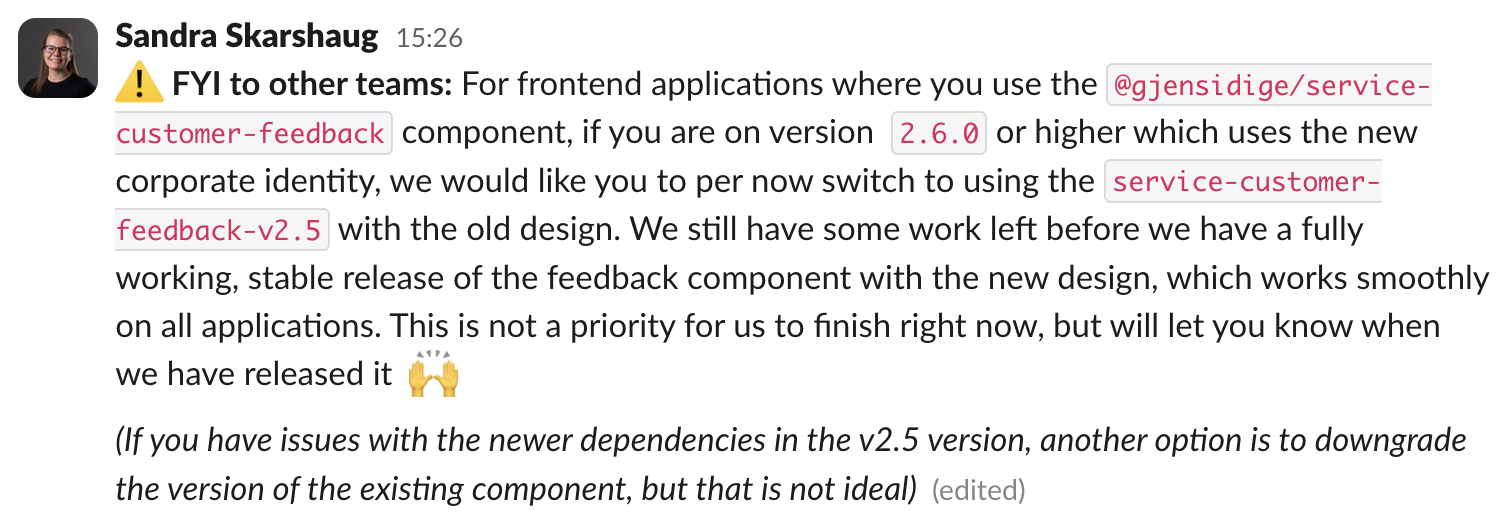 Sandra Skarshaug 15:26
⚠️ FYI to other teams: For frontend applications where you use the @gjensidige/service-
customer-feedback component, if you are on version 2.6.0 or higher which uses the new
corporate identity, we would like you to per now switch to using the service-customer-
feedback-v2.5 with the old design. We still have some work left before we have a fully
working, stable release of the feedback component with the new design, which works smoothly
on all applications. This is not a priority for us to finish right now, but will let you know when
we have released it 🙌
(If you have issues with the newer dependencies in the v2.5 version, another option is to downgrade
the version of the existing component, but that is not ideal) (edited)